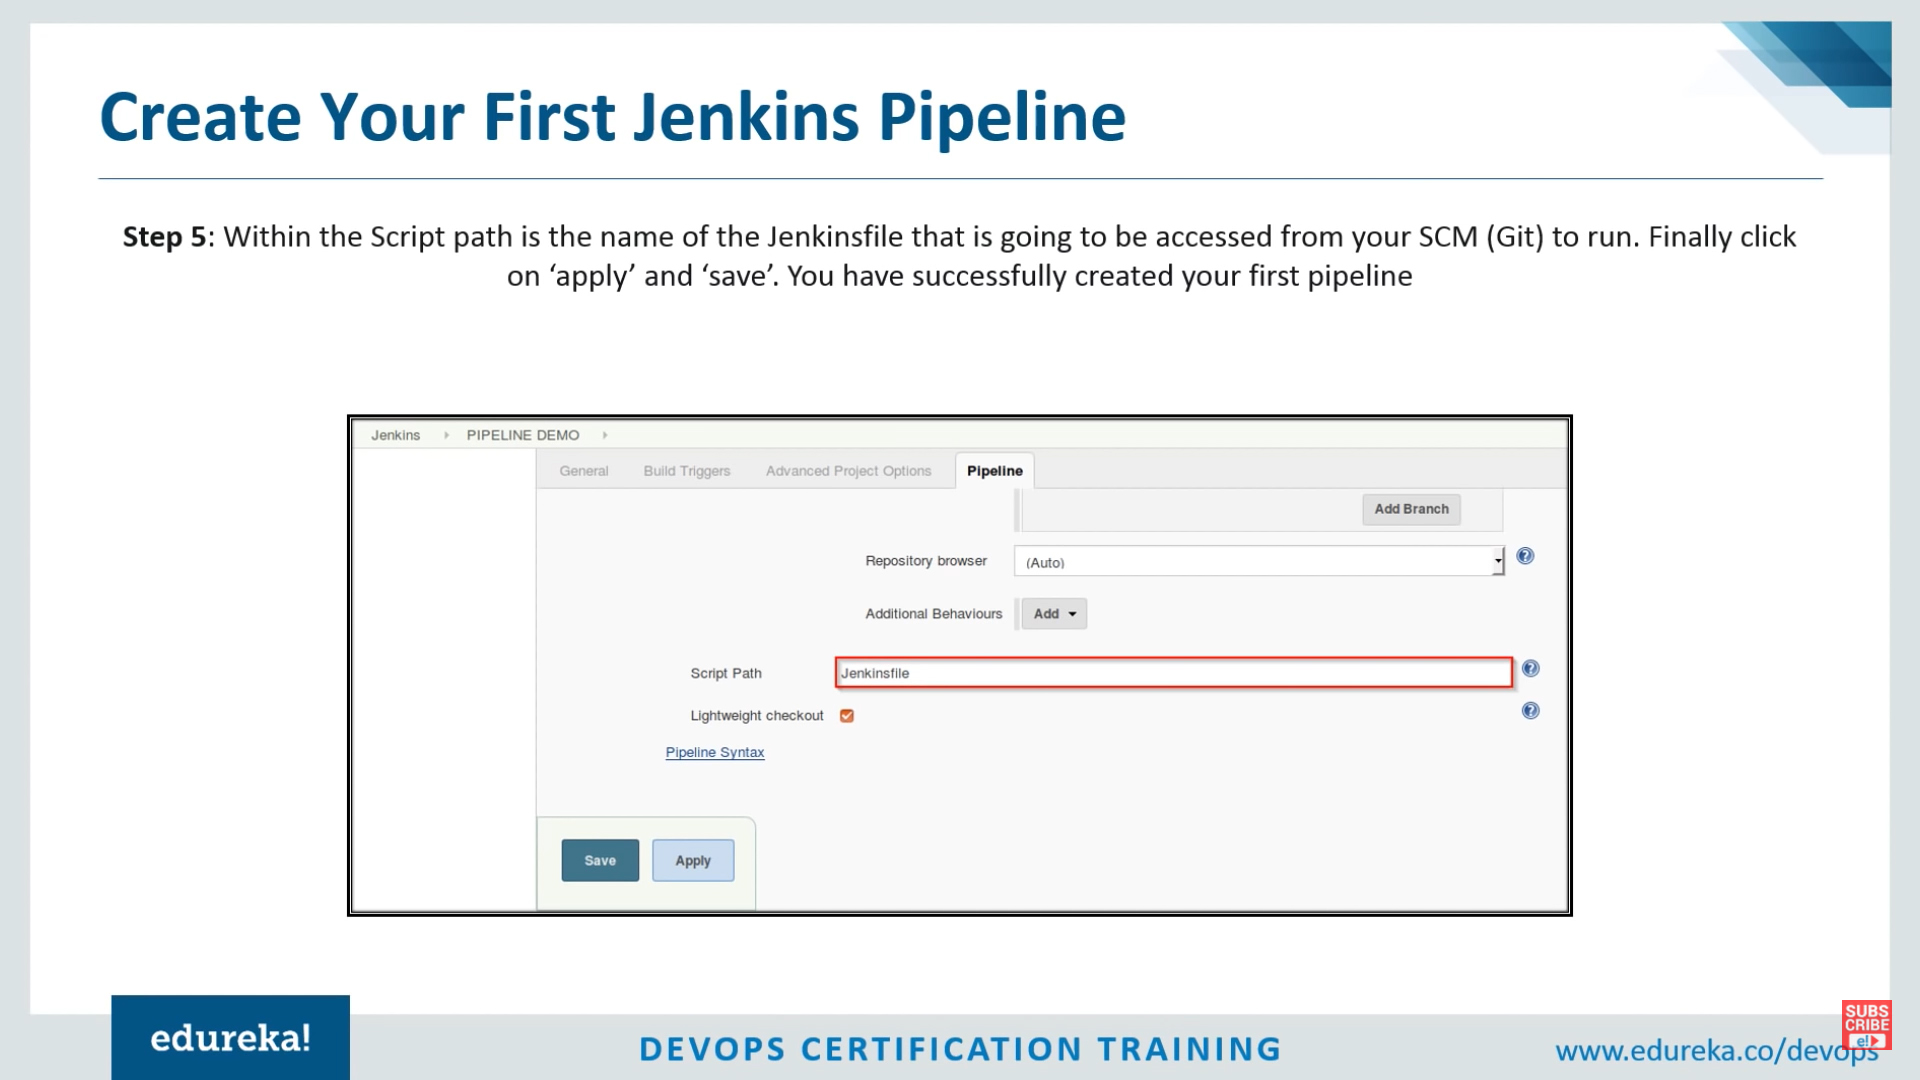 Create Your First Jenkins Pipeline
Step 5: Within the Script path is the name of the Jenkinsfile that is going to be accessed from your SCM (Git) to run. Finally click
on ‘apply’ and ‘save’. You have successfully created your first pipeline
Jenkins PIPELINE DEMO
General Build Triggers Advanced Project Options Pipeline
Add Branch
Repository browser (Auto)
Additional Behaviours Add
Script Path Jenkinsfile
Lightweight checkout
Pipeline Syntax
Save Apply
edureka!
DEVOPS CERTIFICATION TRAINING
www.edureka.co/devops
SUBS
CRIBE
e!